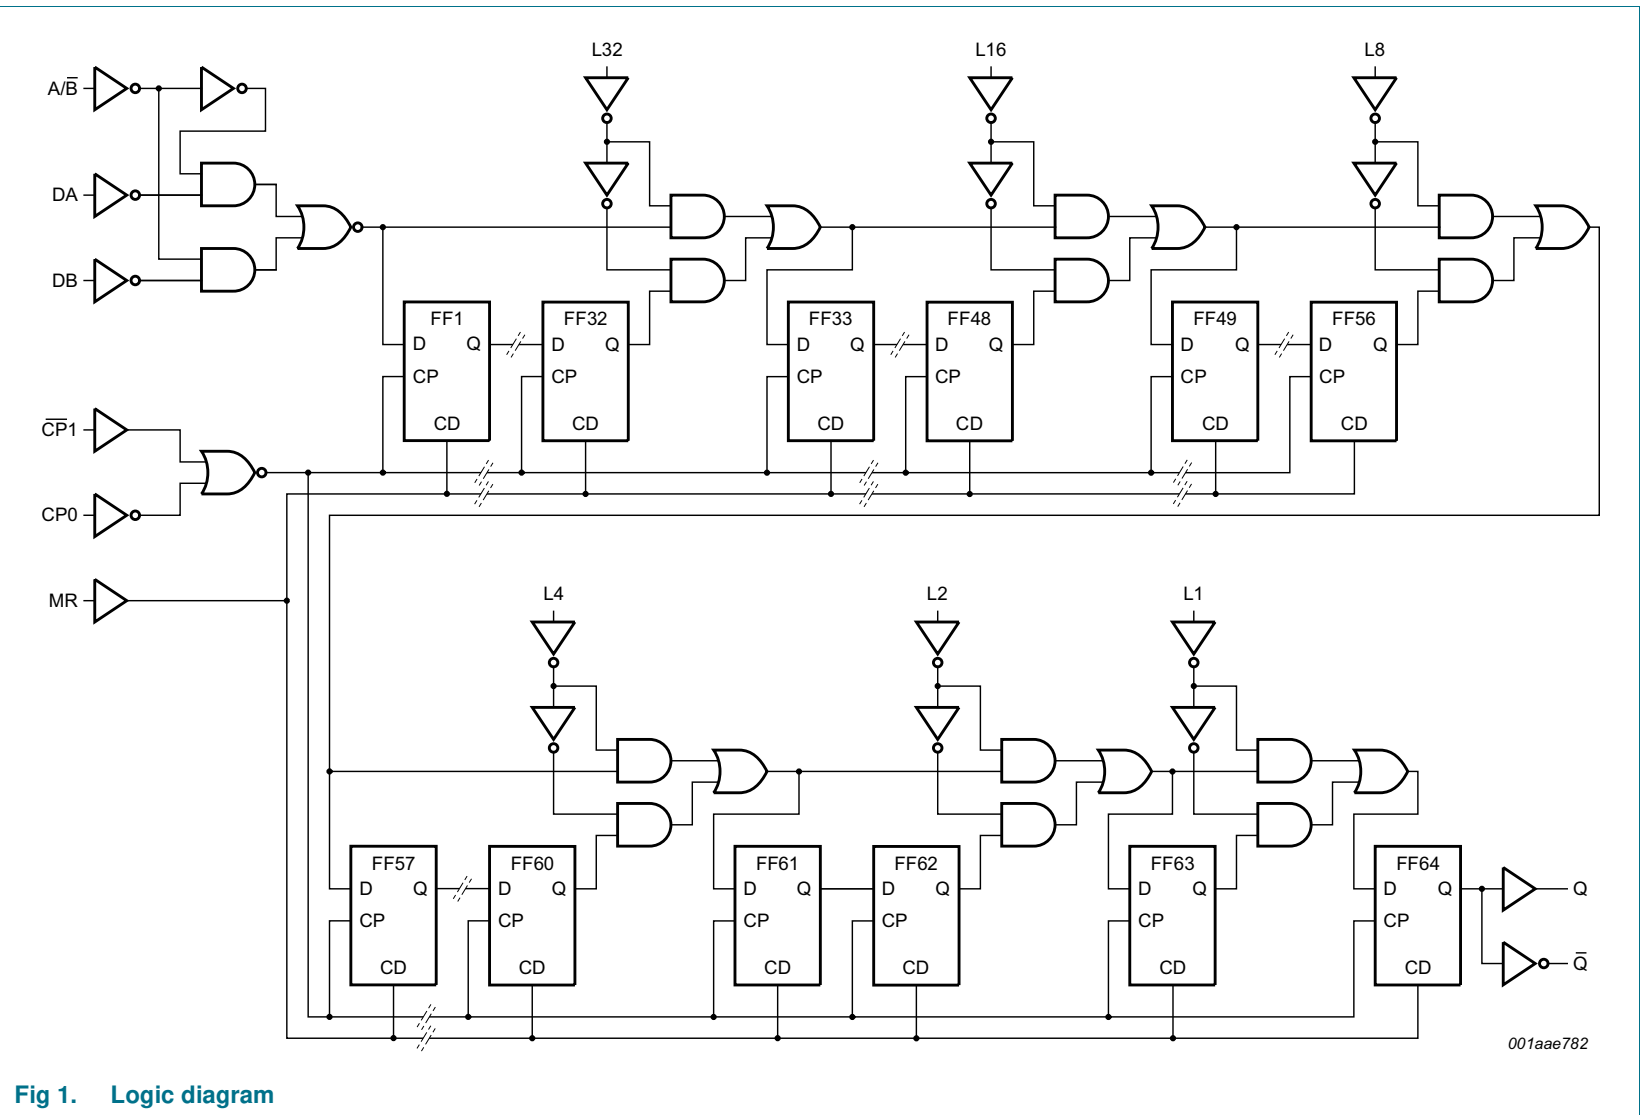 L32 L16 L8
A/B̅
DA
DB
FF1 FF32 FF33 FF48 FF49 FF56
D Q D Q D Q D Q D Q D Q
CP CP CP CP CP CP
CD CD CD CD CD CD
C̅P̅1
CP0
MR
L4 L2 L1
FF57 FF60 FF61 FF62 FF63 FF64
D Q D Q D Q D Q D Q D Q Q
CP CP CP CP CP CP
CD CD CD CD CD CD Q̅
001aae782
Fig 1. Logic diagram